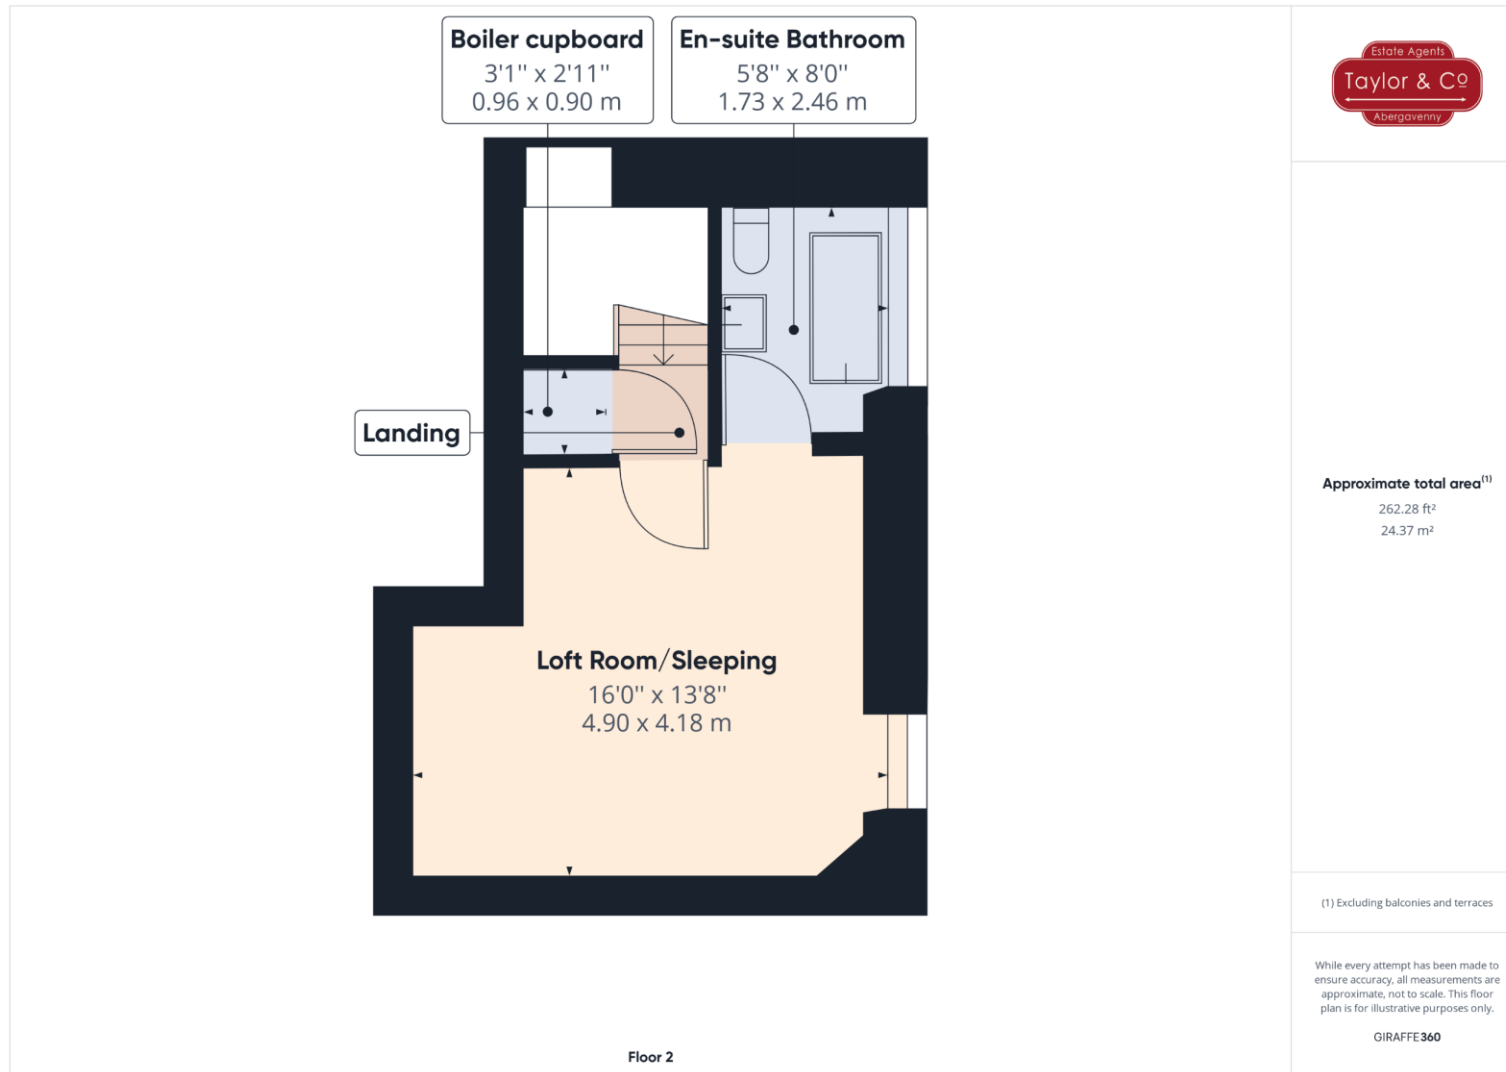 Boiler cupboard
3'1'' x 2'11''
0.96 x 0.90 m
En-suite Bathroom
5'8'' x 8'0''
1.73 x 2.46 m
Landing
Loft Room/Sleeping
16'0'' x 13'8''
4.90 x 4.18 m
Floor 2
Estate Agents
Taylor & Cº
Abergavenny
Approximate total area⁽¹⁾
262.28 ft²
24.37 m²
(1) Excluding balconies and terraces
While every attempt has been made to
ensure accuracy, all measurements are
approximate, not to scale. This floor
plan is for illustrative purposes only.
GIRAFFE360